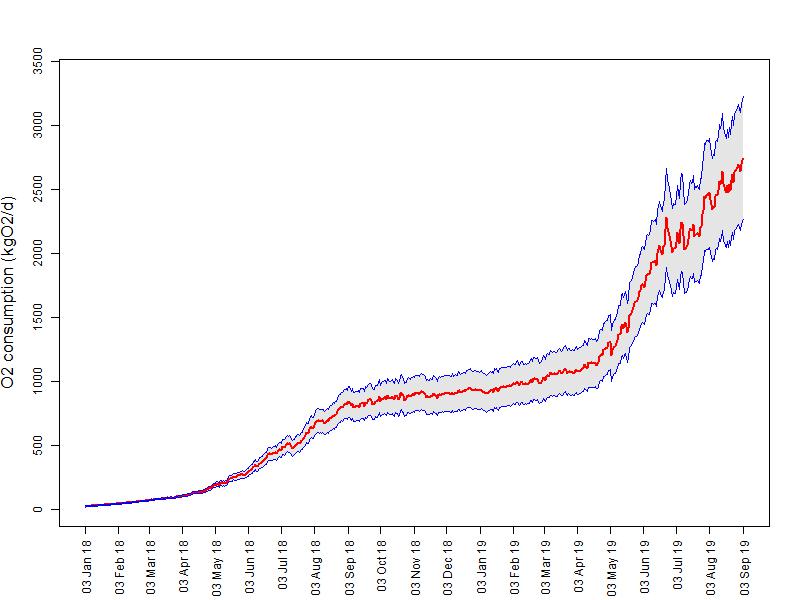 O2 consumption (kgO2/d)
3500
3000
2500
2000
1500
1000
500
0
03 Jan 18
03 Feb 18
03 Mar 18
03 Apr 18
03 May 18
03 Jun 18
03 Jul 18
03 Aug 18
03 Sep 18
03 Oct 18
03 Nov 18
03 Dec 18
03 Jan 19
03 Feb 19
03 Mar 19
03 Apr 19
03 May 19
03 Jun 19
03 Jul 19
03 Aug 19
03 Sep 19